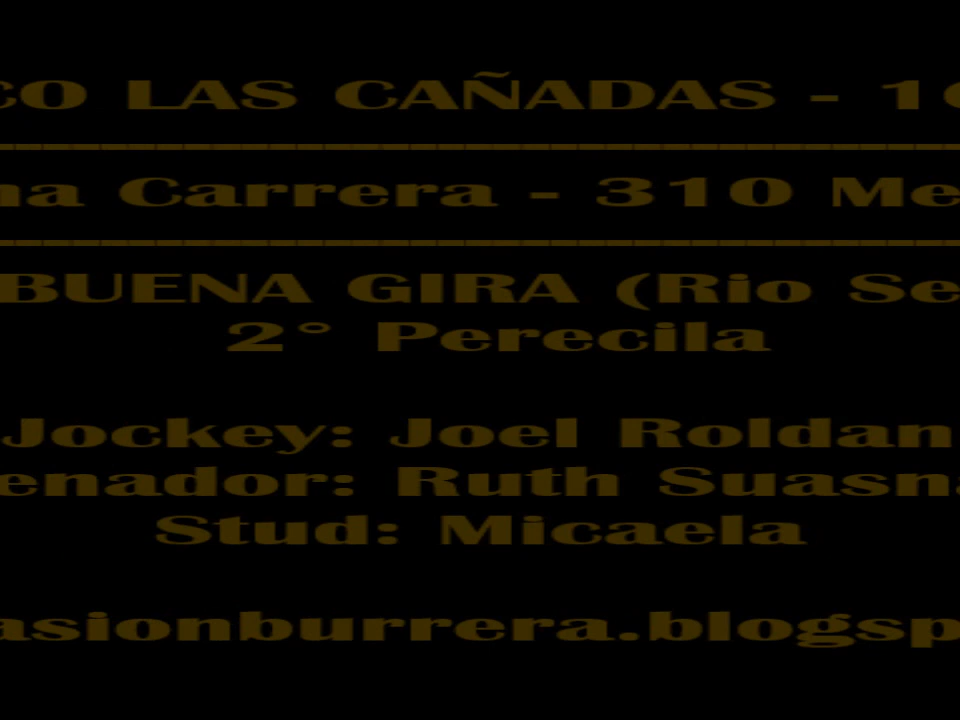 CO LAS CAÑADAS - 1
na Carrera - 310 Me
BUENA GIRA (Rio Se
2° Perecila
Jockey: Joel Roldan
enador: Ruth Suasn
Stud: Micaela
asionburrera.blogsp